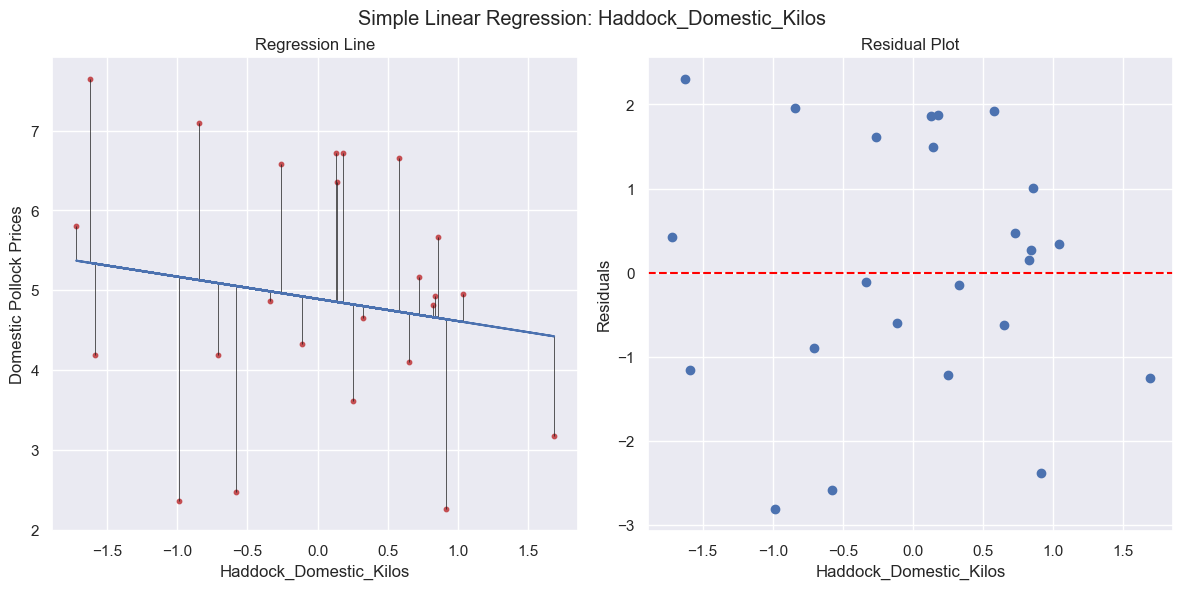 Simple Linear Regression: Haddock_Domestic_Kilos
Regression Line
Domestic Pollock Prices
7
6
5
4
3
2
−1.5 −1.0 −0.5 0.0 0.5 1.0 1.5
Haddock_Domestic_Kilos
Residual Plot
Residuals
2
1
0
−1
−2
−3
−1.5 −1.0 −0.5 0.0 0.5 1.0 1.5
Haddock_Domestic_Kilos